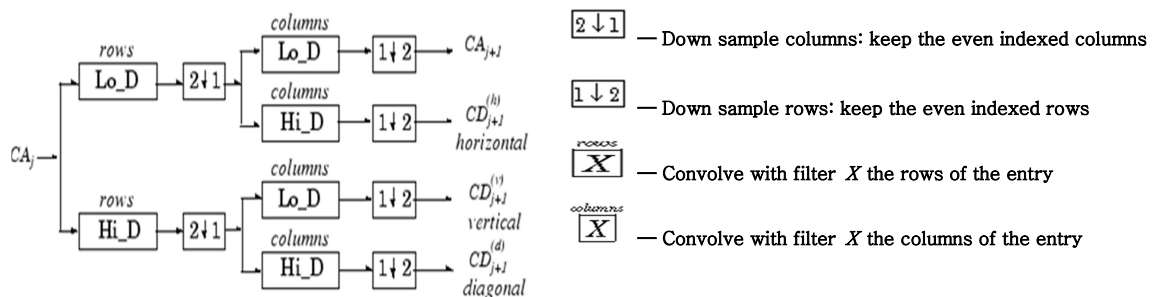 rows
Lo_D
2↓1
columns
Lo_D
1↓2
CA_{j+1}
columns
Hi_D
1↓2
CD_{j+1}^{(h)}
horizontal
CA_j
rows
Hi_D
2↓1
columns
Lo_D
1↓2
CD_{j+1}^{(v)}
vertical
columns
Hi_D
1↓2
CD_{j+1}^{(d)}
diagonal
2↓1 — Down sample columns: keep the even indexed columns
1↓2 — Down sample rows: keep the even indexed rows
rows
X — Convolve with filter X the rows of the entry
columns
X — Convolve with filter X the columns of the entry